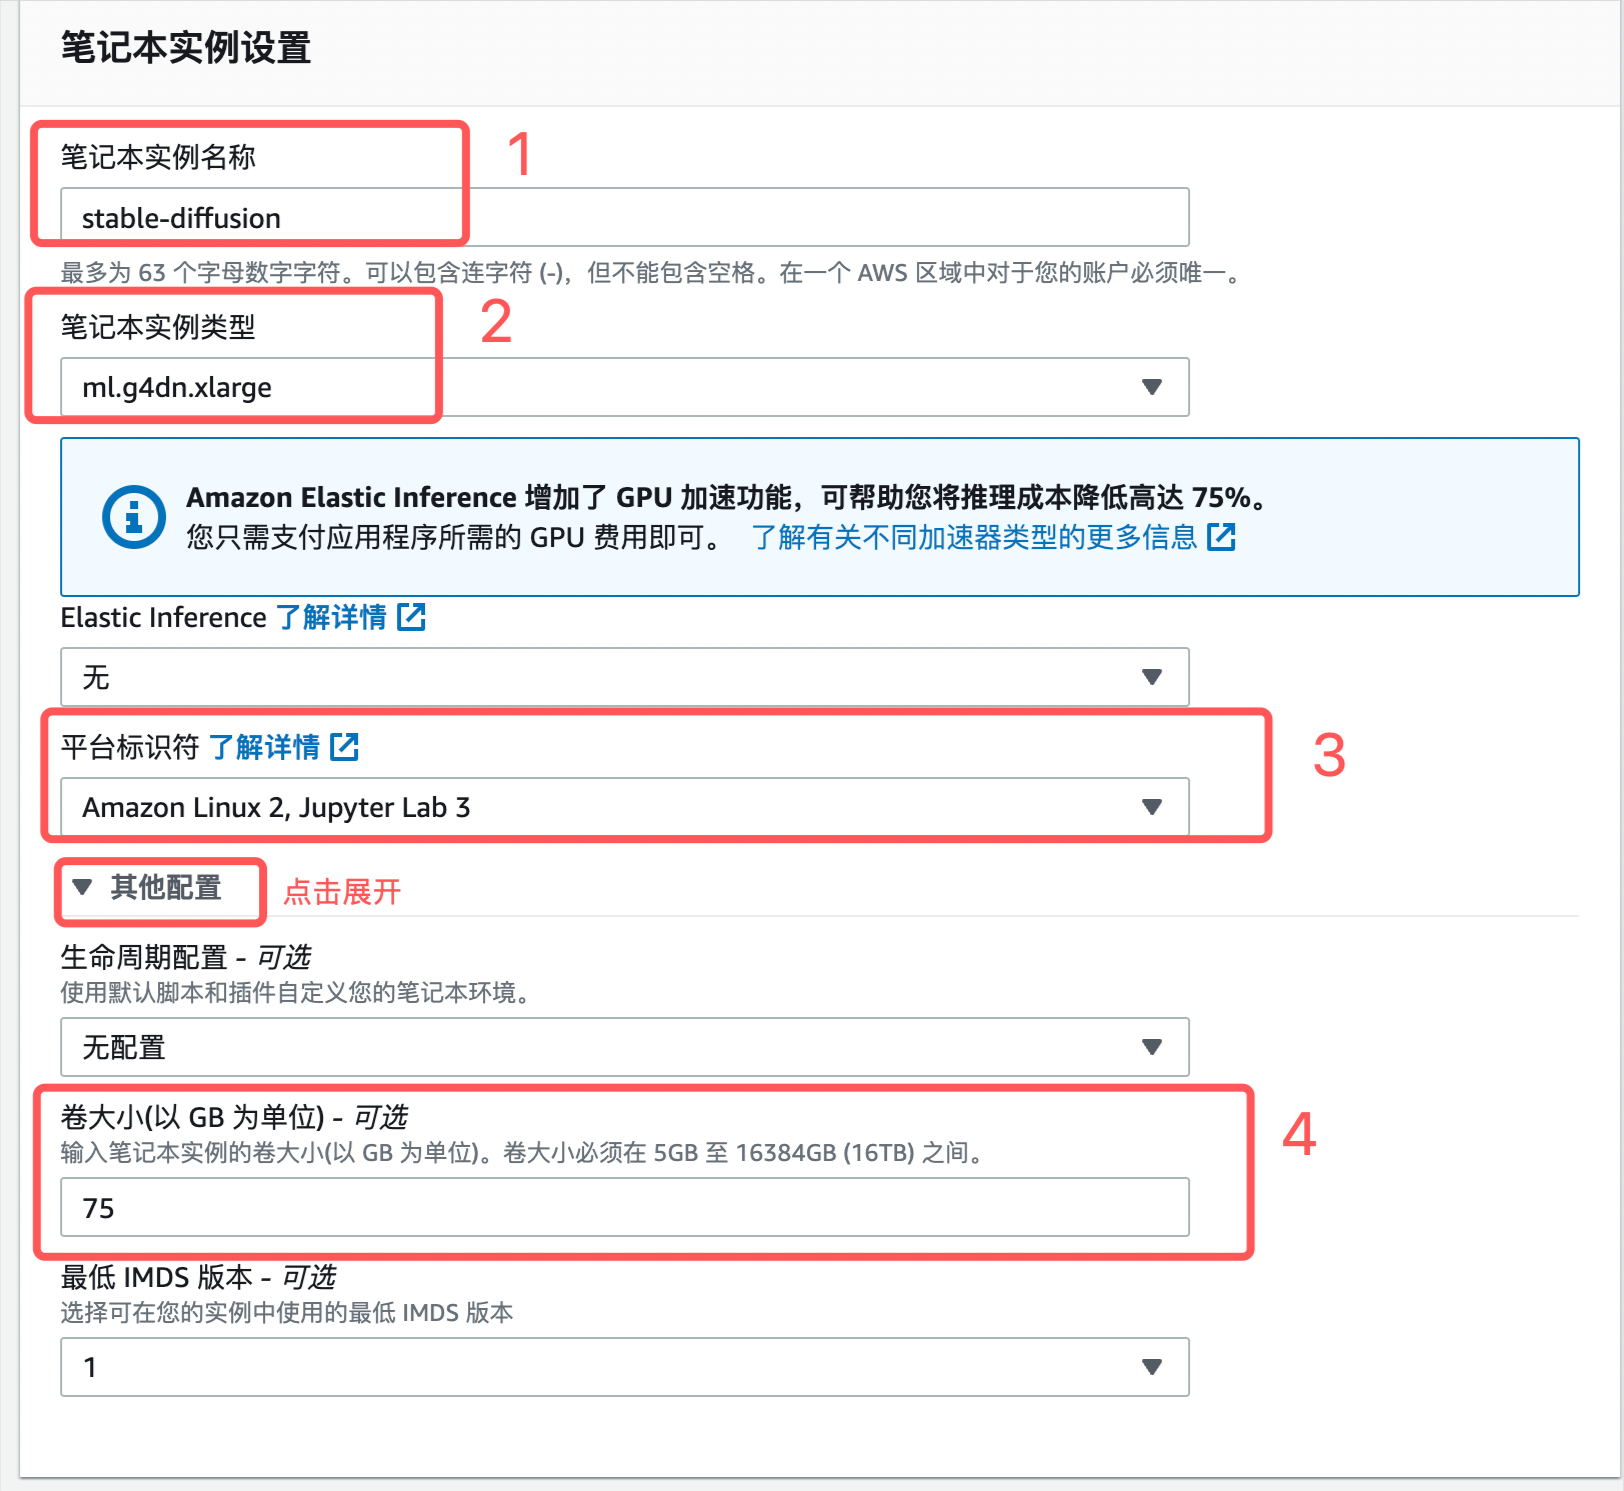 笔记本实例设置
笔记本实例名称
1
stable-diffusion
最多为 63 个字母数字字符。可以包含连字符 (-)，但不能包含空格。在一个 AWS 区域中对于您的账户必须唯一。
笔记本实例类型
2
ml.g4dn.xlarge
Amazon Elastic Inference 增加了 GPU 加速功能，可帮助您将推理成本降低高达 75%。
您只需支付应用程序所需的 GPU 费用即可。 了解有关不同加速器类型的更多信息
Elastic Inference 了解详情
无
平台标识符 了解详情
3
Amazon Linux 2, Jupyter Lab 3
其他配置 点击展开
生命周期配置 - 可选
使用默认脚本和插件自定义您的笔记本环境。
无配置
卷大小(以 GB 为单位) - 可选
4
输入笔记本实例的卷大小(以 GB 为单位)。卷大小必须在 5GB 至 16384GB (16TB) 之间。
75
最低 IMDS 版本 - 可选
选择可在您的实例中使用的最低 IMDS 版本
1